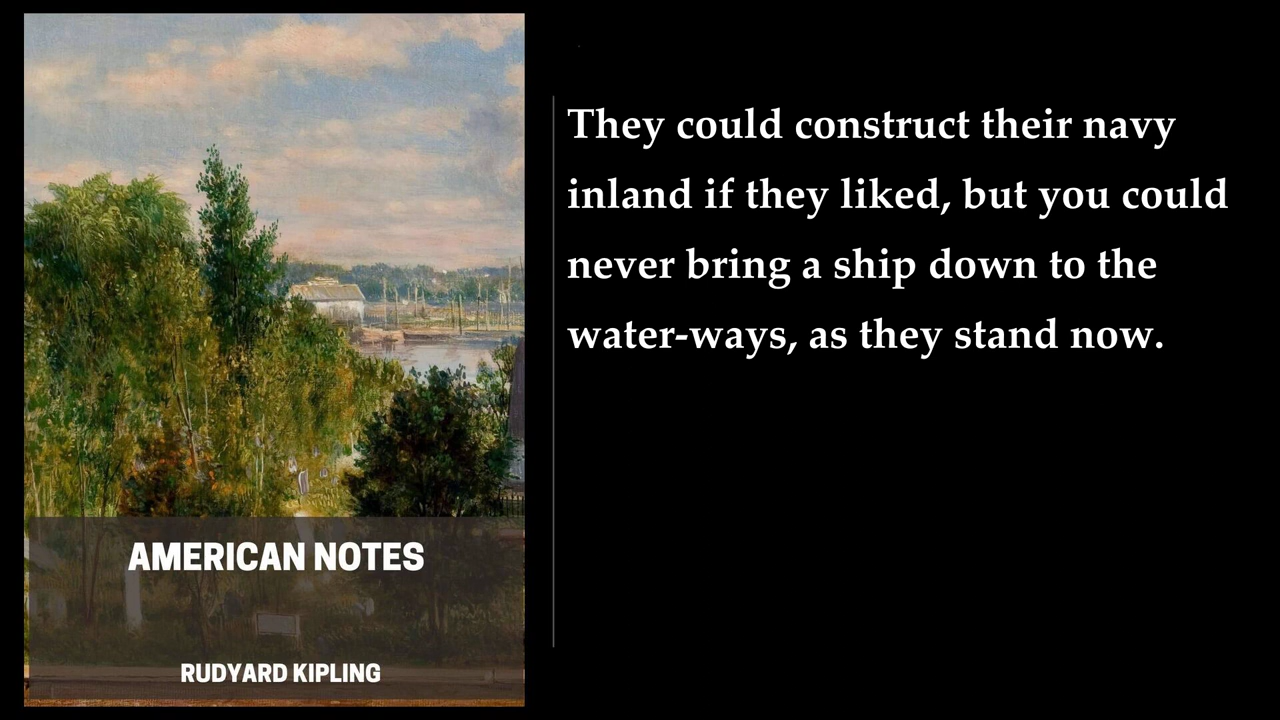 They could construct their navy
inland if they liked, but you could
never bring a ship down to the
water-ways, as they stand now.
AMERICAN NOTES
RUDYARD KIPLING